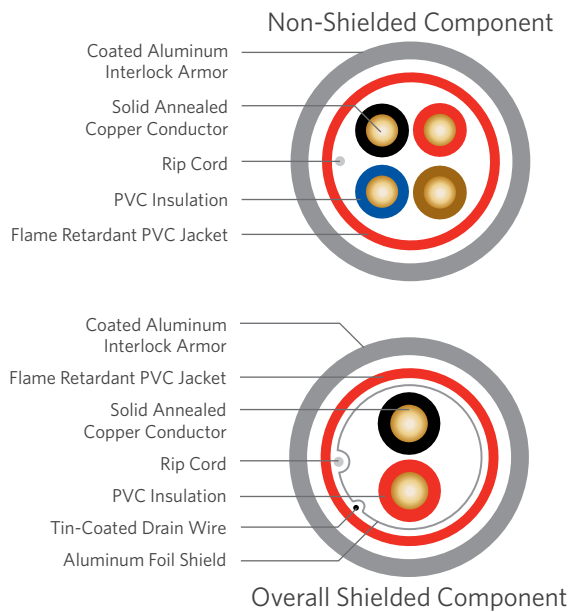 Non-Shielded Component
Coated Aluminum
Interlock Armor
Solid Annealed
Copper Conductor
Rip Cord
PVC Insulation
Flame Retardant PVC Jacket
Coated Aluminum
Interlock Armor
Flame Retardant PVC Jacket
Solid Annealed
Copper Conductor
Rip Cord
PVC Insulation
Tin-Coated Drain Wire
Aluminum Foil Shield
Overall Shielded Component